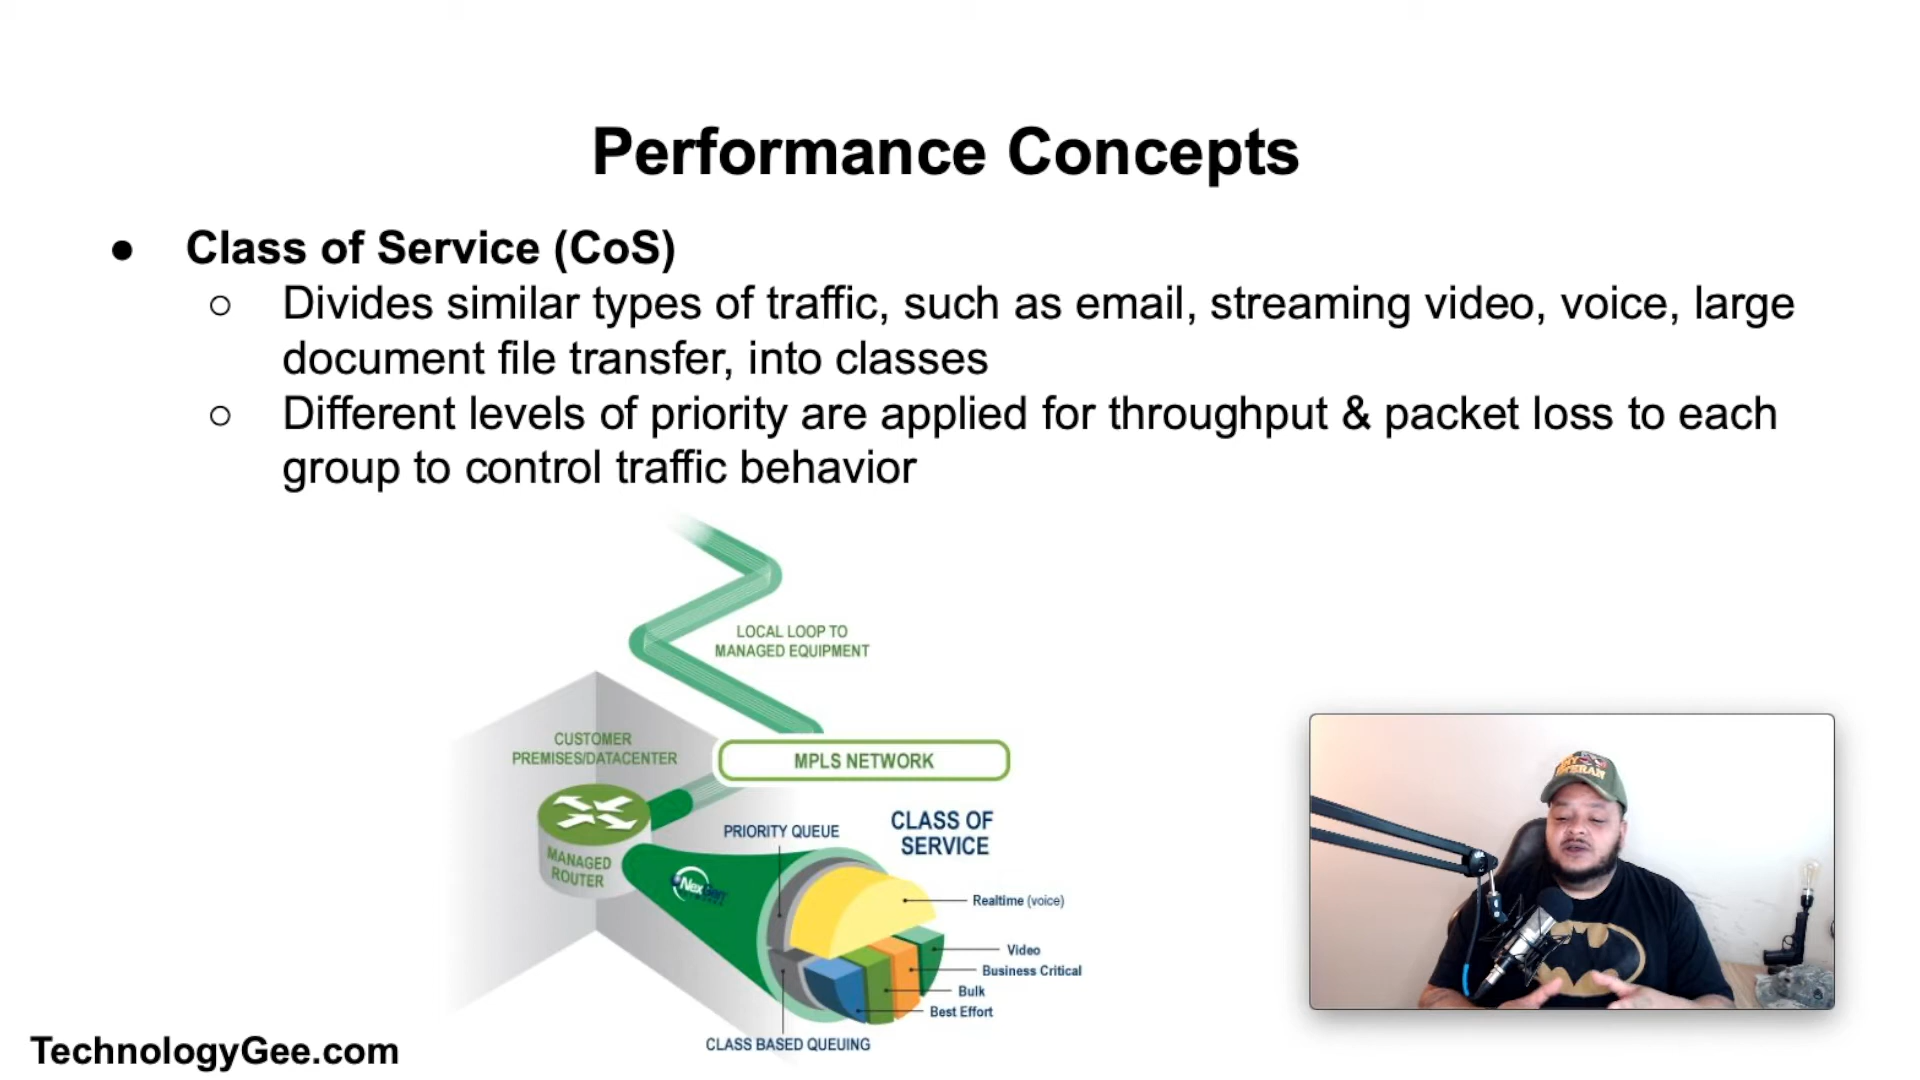 Performance Concepts
● Class of Service (CoS)
○ Divides similar types of traffic, such as email, streaming video, voice, large
document file transfer, into classes
○ Different levels of priority are applied for throughput & packet loss to each
group to control traffic behavior
LOCAL LOOP TO
MANAGED EQUIPMENT
CUSTOMER
PREMISES/DATACENTER
MPLS NETWORK
MANAGED
ROUTER
PRIORITY QUEUE
CLASS OF
SERVICE
NexGen
NETWORKS
Realtime (voice)
Video
Business Critical
Bulk
Best Effort
CLASS BASED QUEUING
VETERAN
TechnologyGee.com